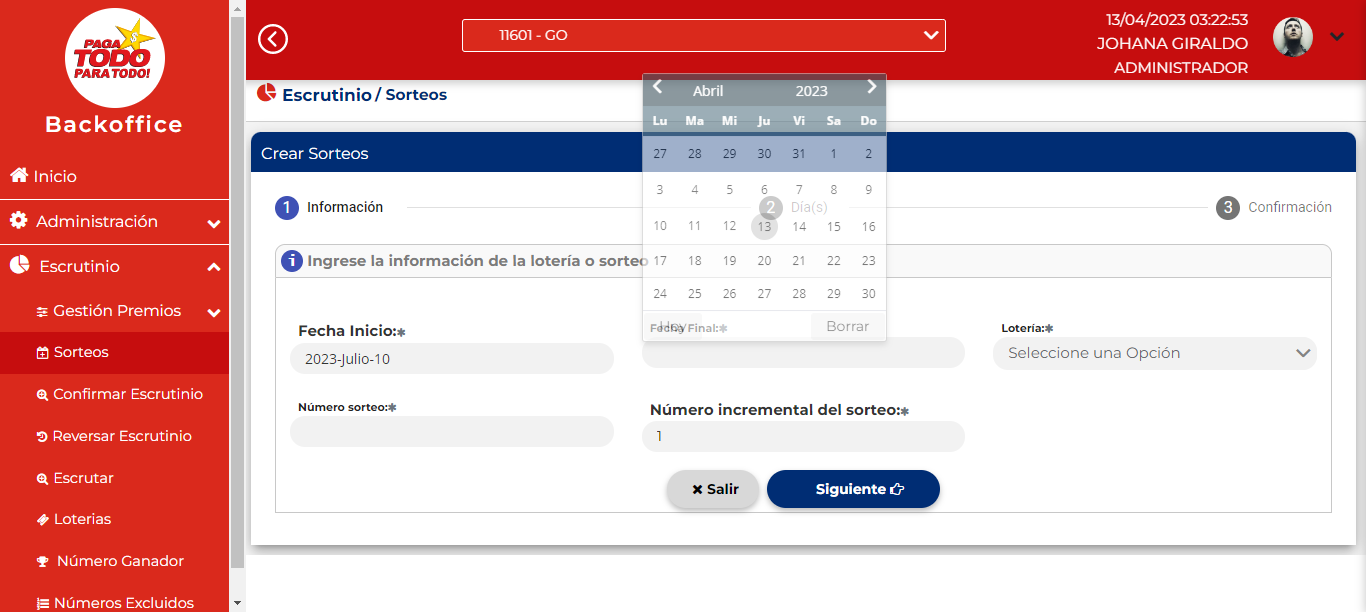 PAGA
TODO
PARA TODO!
Backoffice
Inicio
Administración
Escrutinio
Gestión Premios
Sorteos
Confirmar Escrutinio
Reversar Escrutinio
Escrutar
Loterias
Número Ganador
Números Excluidos
11601 - GO
13/04/2023 03:22:53
JOHANA GIRALDO
ADMINISTRADOR
Escrutinio / Sorteos
Crear Sorteos
1 Información
2 Día(s)
3 Confirmación
i Ingrese la información de la lotería o sorteo
Abril 2023
Lu Ma Mi Ju Vi Sa Do
27 28 29 30 31 1 2
3 4 5 6 7 8 9
10 11 12 13 14 15 16
17 18 19 20 21 22 23
24 25 26 27 28 29 30
Hoy Borrar
Fecha Inicio:*
2023-Julio-10
Fecha Final:*
Lotería:*
Seleccione una Opción
Número sorteo:*
Número incremental del sorteo:*
1
Salir
Siguiente